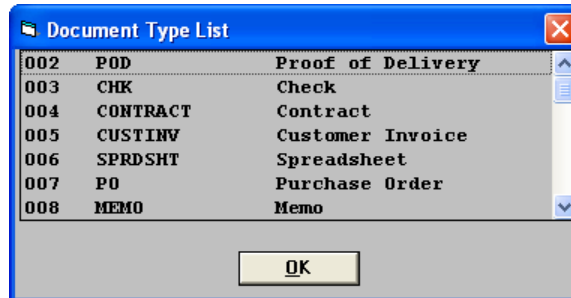 Document Type List
002 POD Proof of Delivery
003 CHK Check
004 CONTRACT Contract
005 CUSTINV Customer Invoice
006 SPRDSHT Spreadsheet
007 PO Purchase Order
008 MEMO Memo
OK